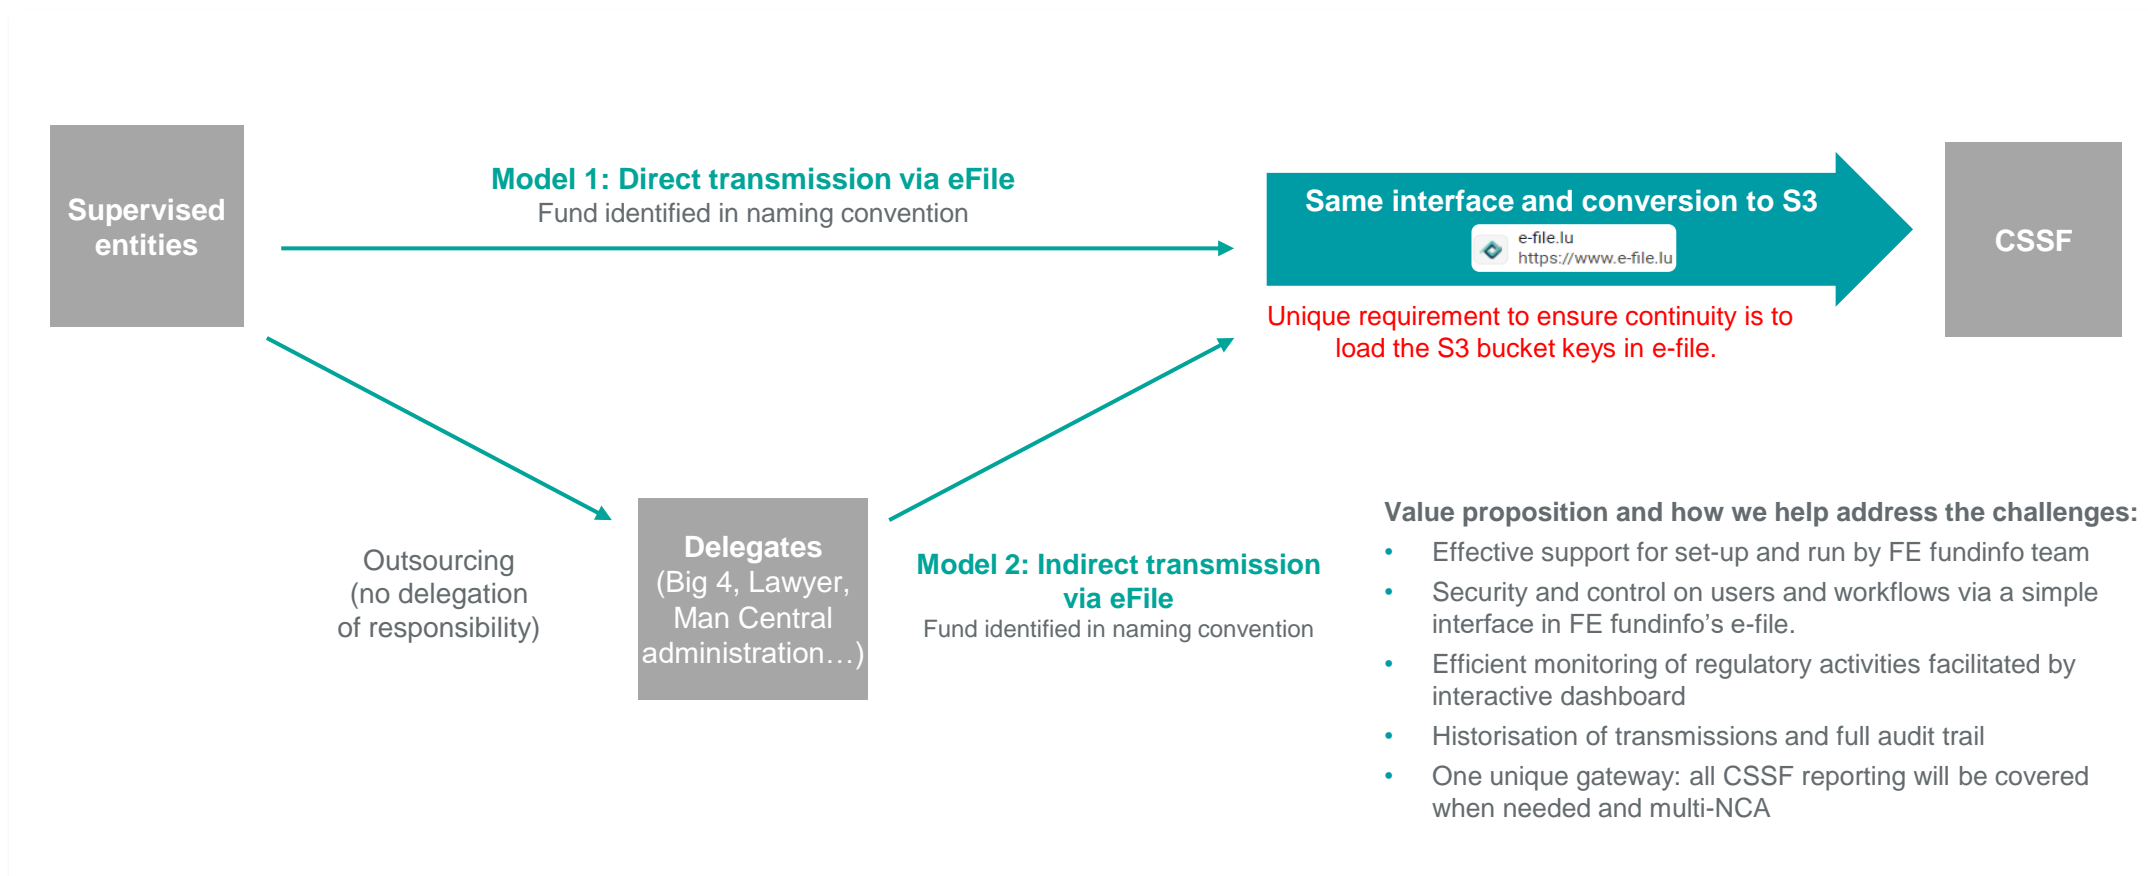 Supervised
entities
Model 1: Direct transmission via eFile
Fund identified in naming convention
Same interface and conversion to S3
e-file.lu
https://www.e-file.lu
CSSF
Unique requirement to ensure continuity is to
load the S3 bucket keys in e-file.
Outsourcing
(no delegation
of responsibility)
Delegates
(Big 4, Lawyer,
Man Central
administration…)
Model 2: Indirect transmission
via eFile
Fund identified in naming convention
Value proposition and how we help address the challenges:
• Effective support for set-up and run by FE fundinfo team
• Security and control on users and workflows via a simple
interface in FE fundinfo’s e-file.
• Efficient monitoring of regulatory activities facilitated by
interactive dashboard
• Historisation of transmissions and full audit trail
• One unique gateway: all CSSF reporting will be covered
when needed and multi-NCA